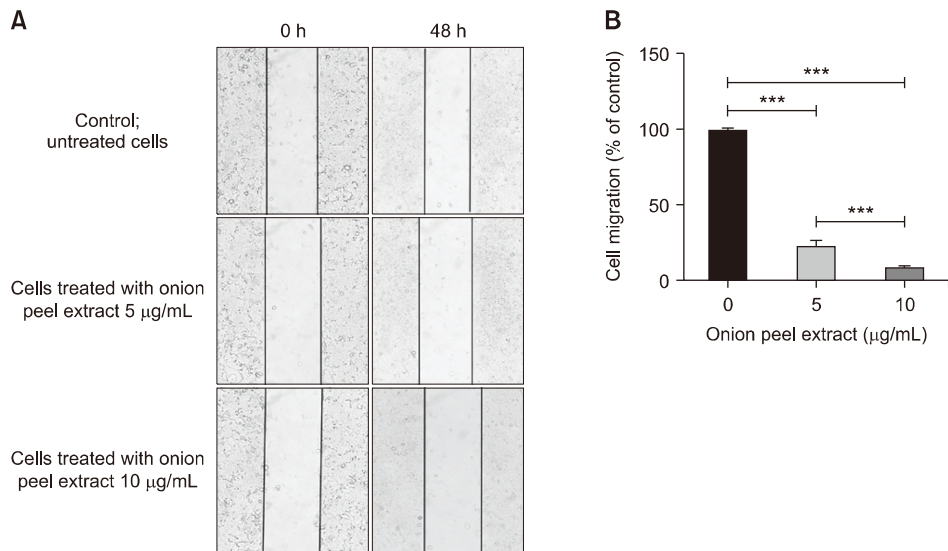 A
0 h
48 h
Control;
untreated cells
Cells treated with onion
peel extract 5 μg/mL
Cells treated with onion
peel extract 10 μg/mL
B
Cell migration (% of control)
150
100
50
0
***
***
***
0
5
10
Onion peel extract (μg/mL)